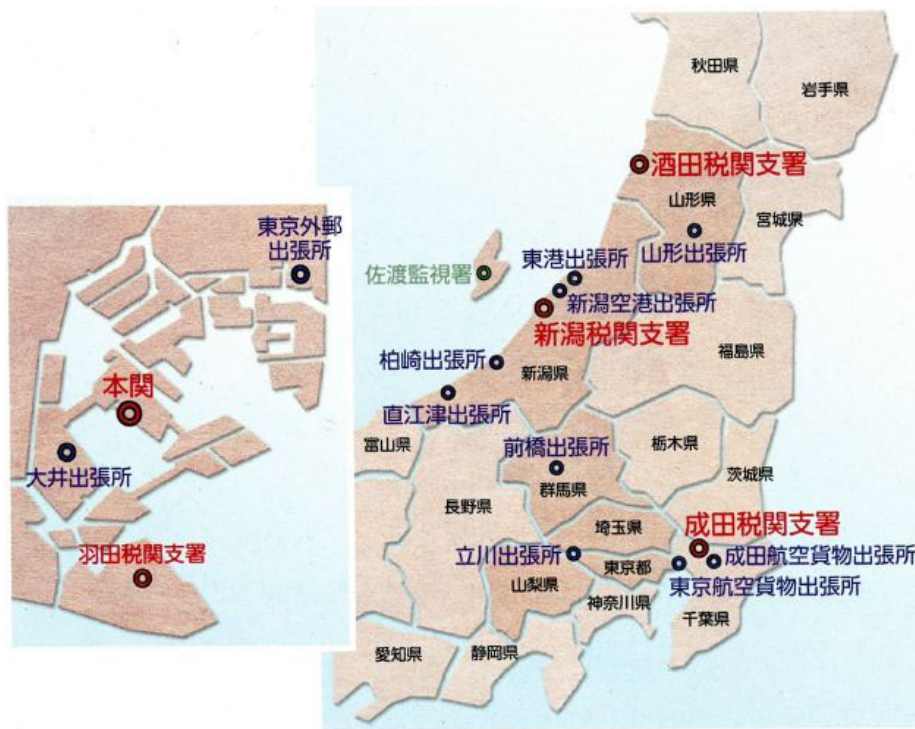 秋田県
岩手県
酒田税関支署
山形県
宮城県
山形出張所
東京外郵
出張所
東港出張所
佐渡監視署
新潟空港出張所
新潟税関支署
福島県
柏崎出張所
新潟県
本関
直江津出張所
富山県
前橋出張所
栃木県
茨城県
大井出張所
群馬県
長野県
埼玉県
成田税関支署
羽田税関支署
立川出張所
東京都
成田航空貨物出張所
山梨県
東京航空貨物出張所
神奈川県
千葉県
愛知県
静岡県